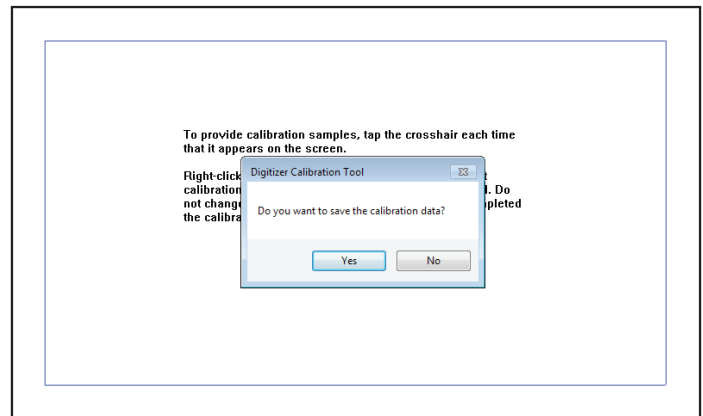 To provide calibration samples, tap the crosshair each time
that it appears on the screen.
Right-click
calibration l. Do
not change mpleted
the calibra
Digitizer Calibration Tool
Do you want to save the calibration data?
Yes No